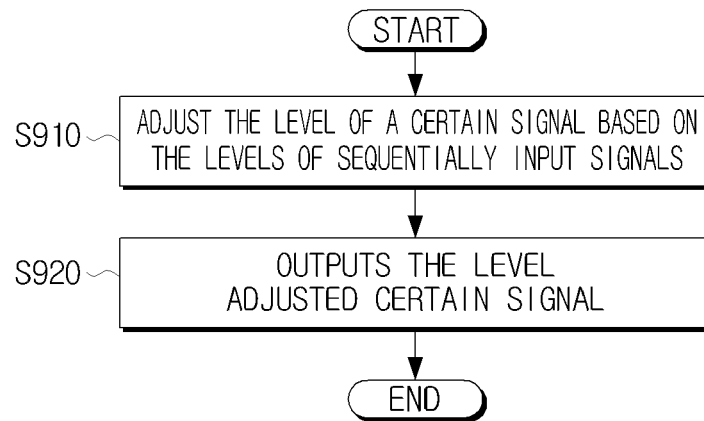 START
S910
ADJUST THE LEVEL OF A CERTAIN SIGNAL BASED ON
THE LEVELS OF SEQUENTIALLY INPUT SIGNALS
S920
OUTPUTS THE LEVEL
ADJUSTED CERTAIN SIGNAL
END